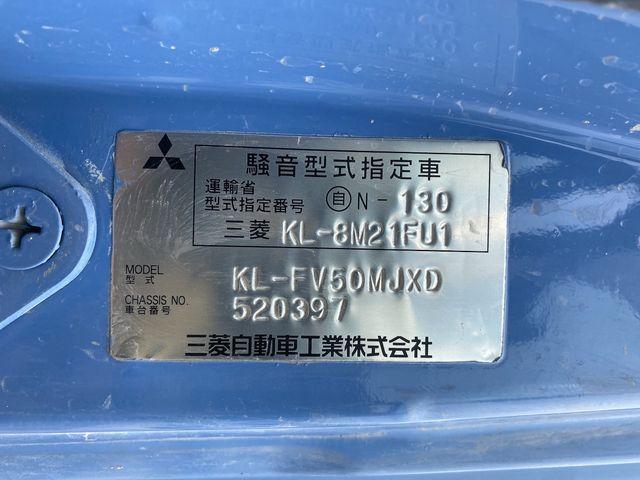 騒音型式指定車
運輸省
型式指定番号 自 N - 130
三菱 KL-8M21FU1
MODEL
型式 KL-FV50MJXD
CHASSIS NO.
車台番号 520397
三菱自動車工業株式会社